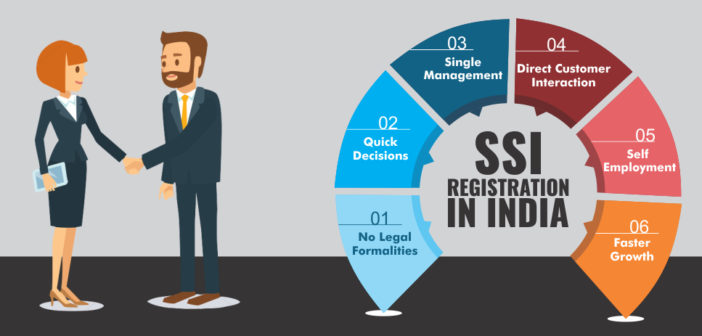 01
No Legal
Formalities
02
Quick
Decisions
03
Single
Management
04
Direct Customer
Interaction
05
Self
Employment
06
Faster
Growth
SSI
REGISTRATION
IN INDIA